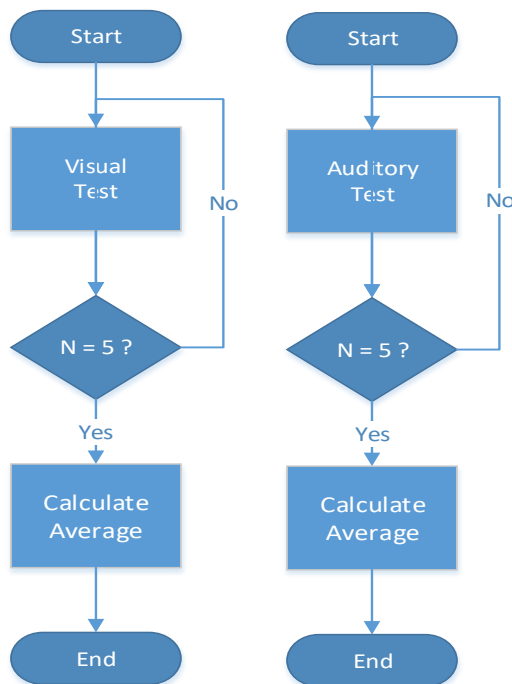 Start
Visual
Test
No
N = 5 ?
Yes
Calculate
Average
End
Start
Auditory
Test
No
N = 5 ?
Yes
Calculate
Average
End